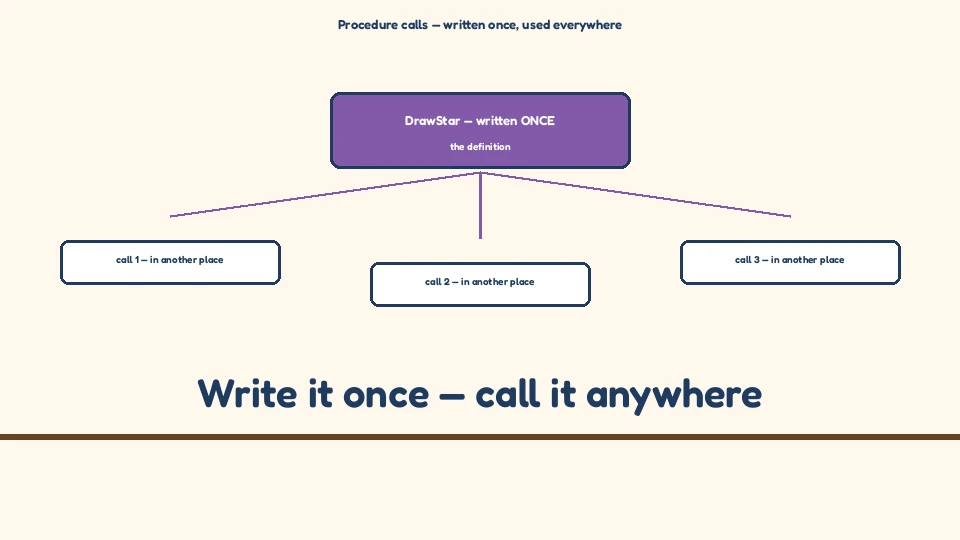 Procedure calls — written once, used everywhere
DrawStar — written ONCE
the definition
call 1 — in another place
call 2 — in another place
call 3 — in another place
Write it once — call it anywhere